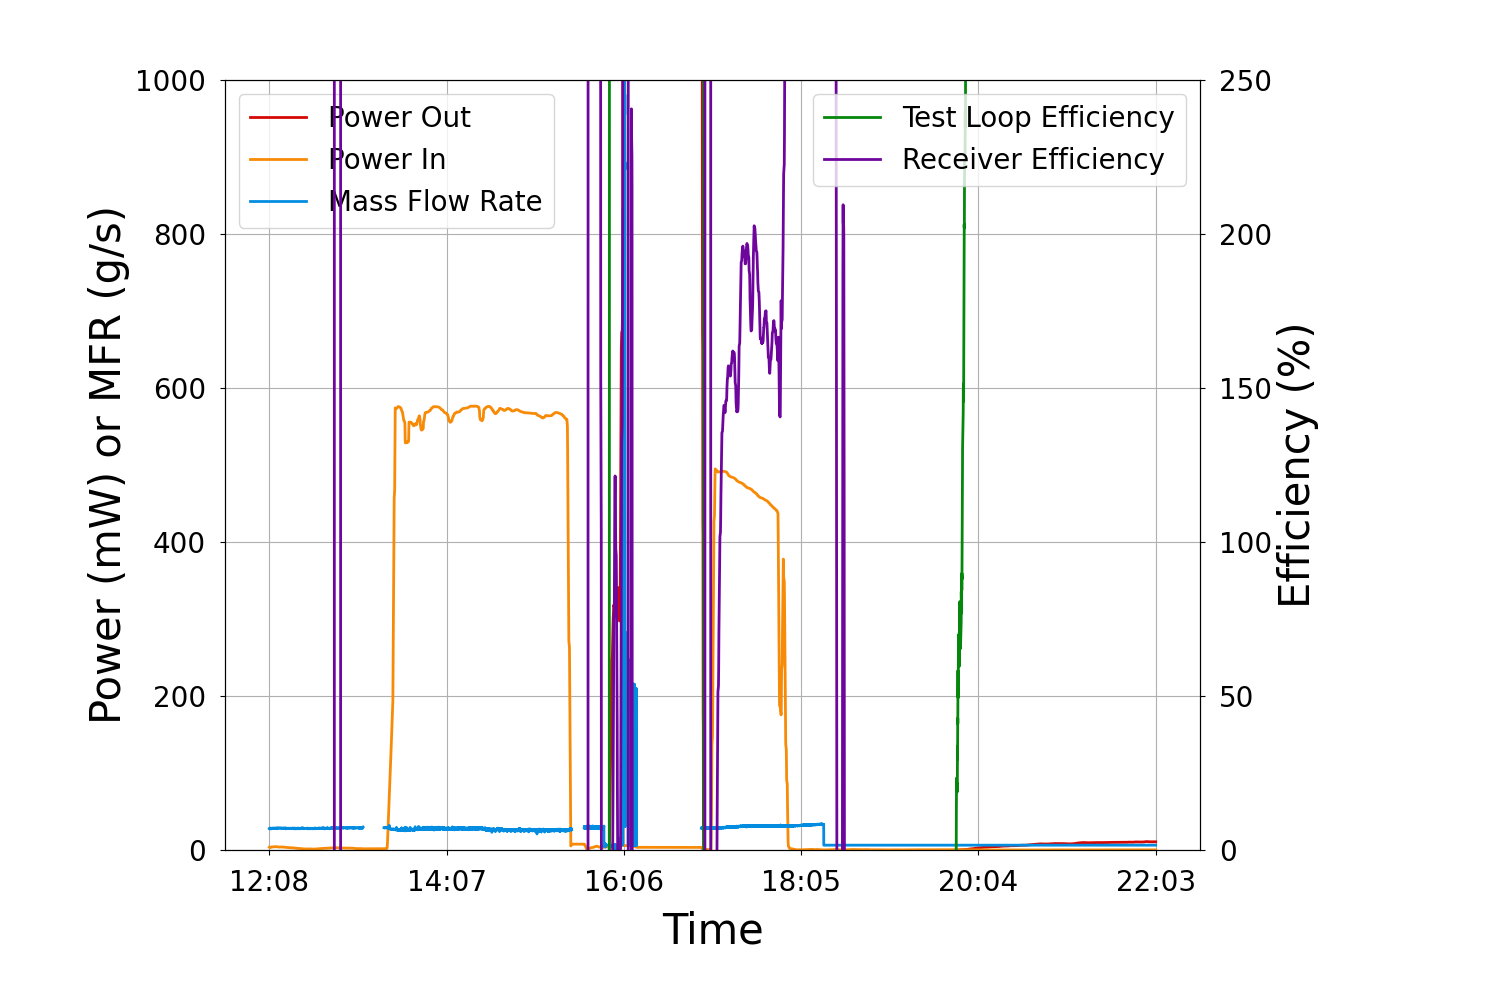 Power Out
Power In
Mass Flow Rate
Test Loop Efficiency
Receiver Efficiency
1000
800
600
400
200
0
Power (mW) or MFR (g/s)
250
200
150
100
50
0
Efficiency (%)
12:08 14:07 16:06 18:05 20:04 22:03
Time